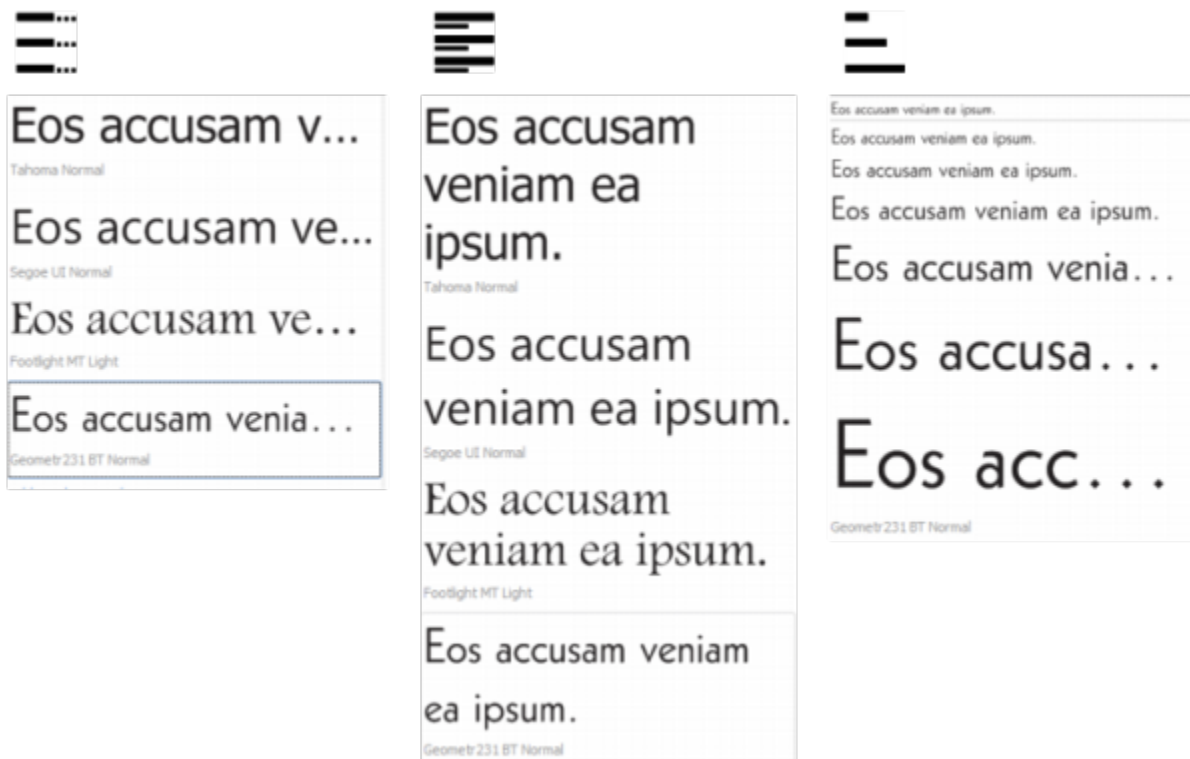 Eos accusam v...
Tahoma Normal
Eos accusam ve...
Segoe UI Normal
Eos accusam ve...
Footlight MT Light
Eos accusam venia...
Geometr231 BT Normal
Eos accusam
veniam ea
ipsum.
Tahoma Normal
Eos accusam
veniam ea ipsum.
Segoe UI Normal
Eos accusam
veniam ea ipsum.
Footlight MT Light
Eos accusam veniam
ea ipsum.
Geometr231 BT Normal
Eos accusam veniam ea ipsum.
Eos accusam veniam ea ipsum.
Eos accusam veniam ea ipsum.
Eos accusam veniam ea ipsum.
Eos accusam venia...
Eos accusa...
Eos acc...
Geometr231 BT Normal